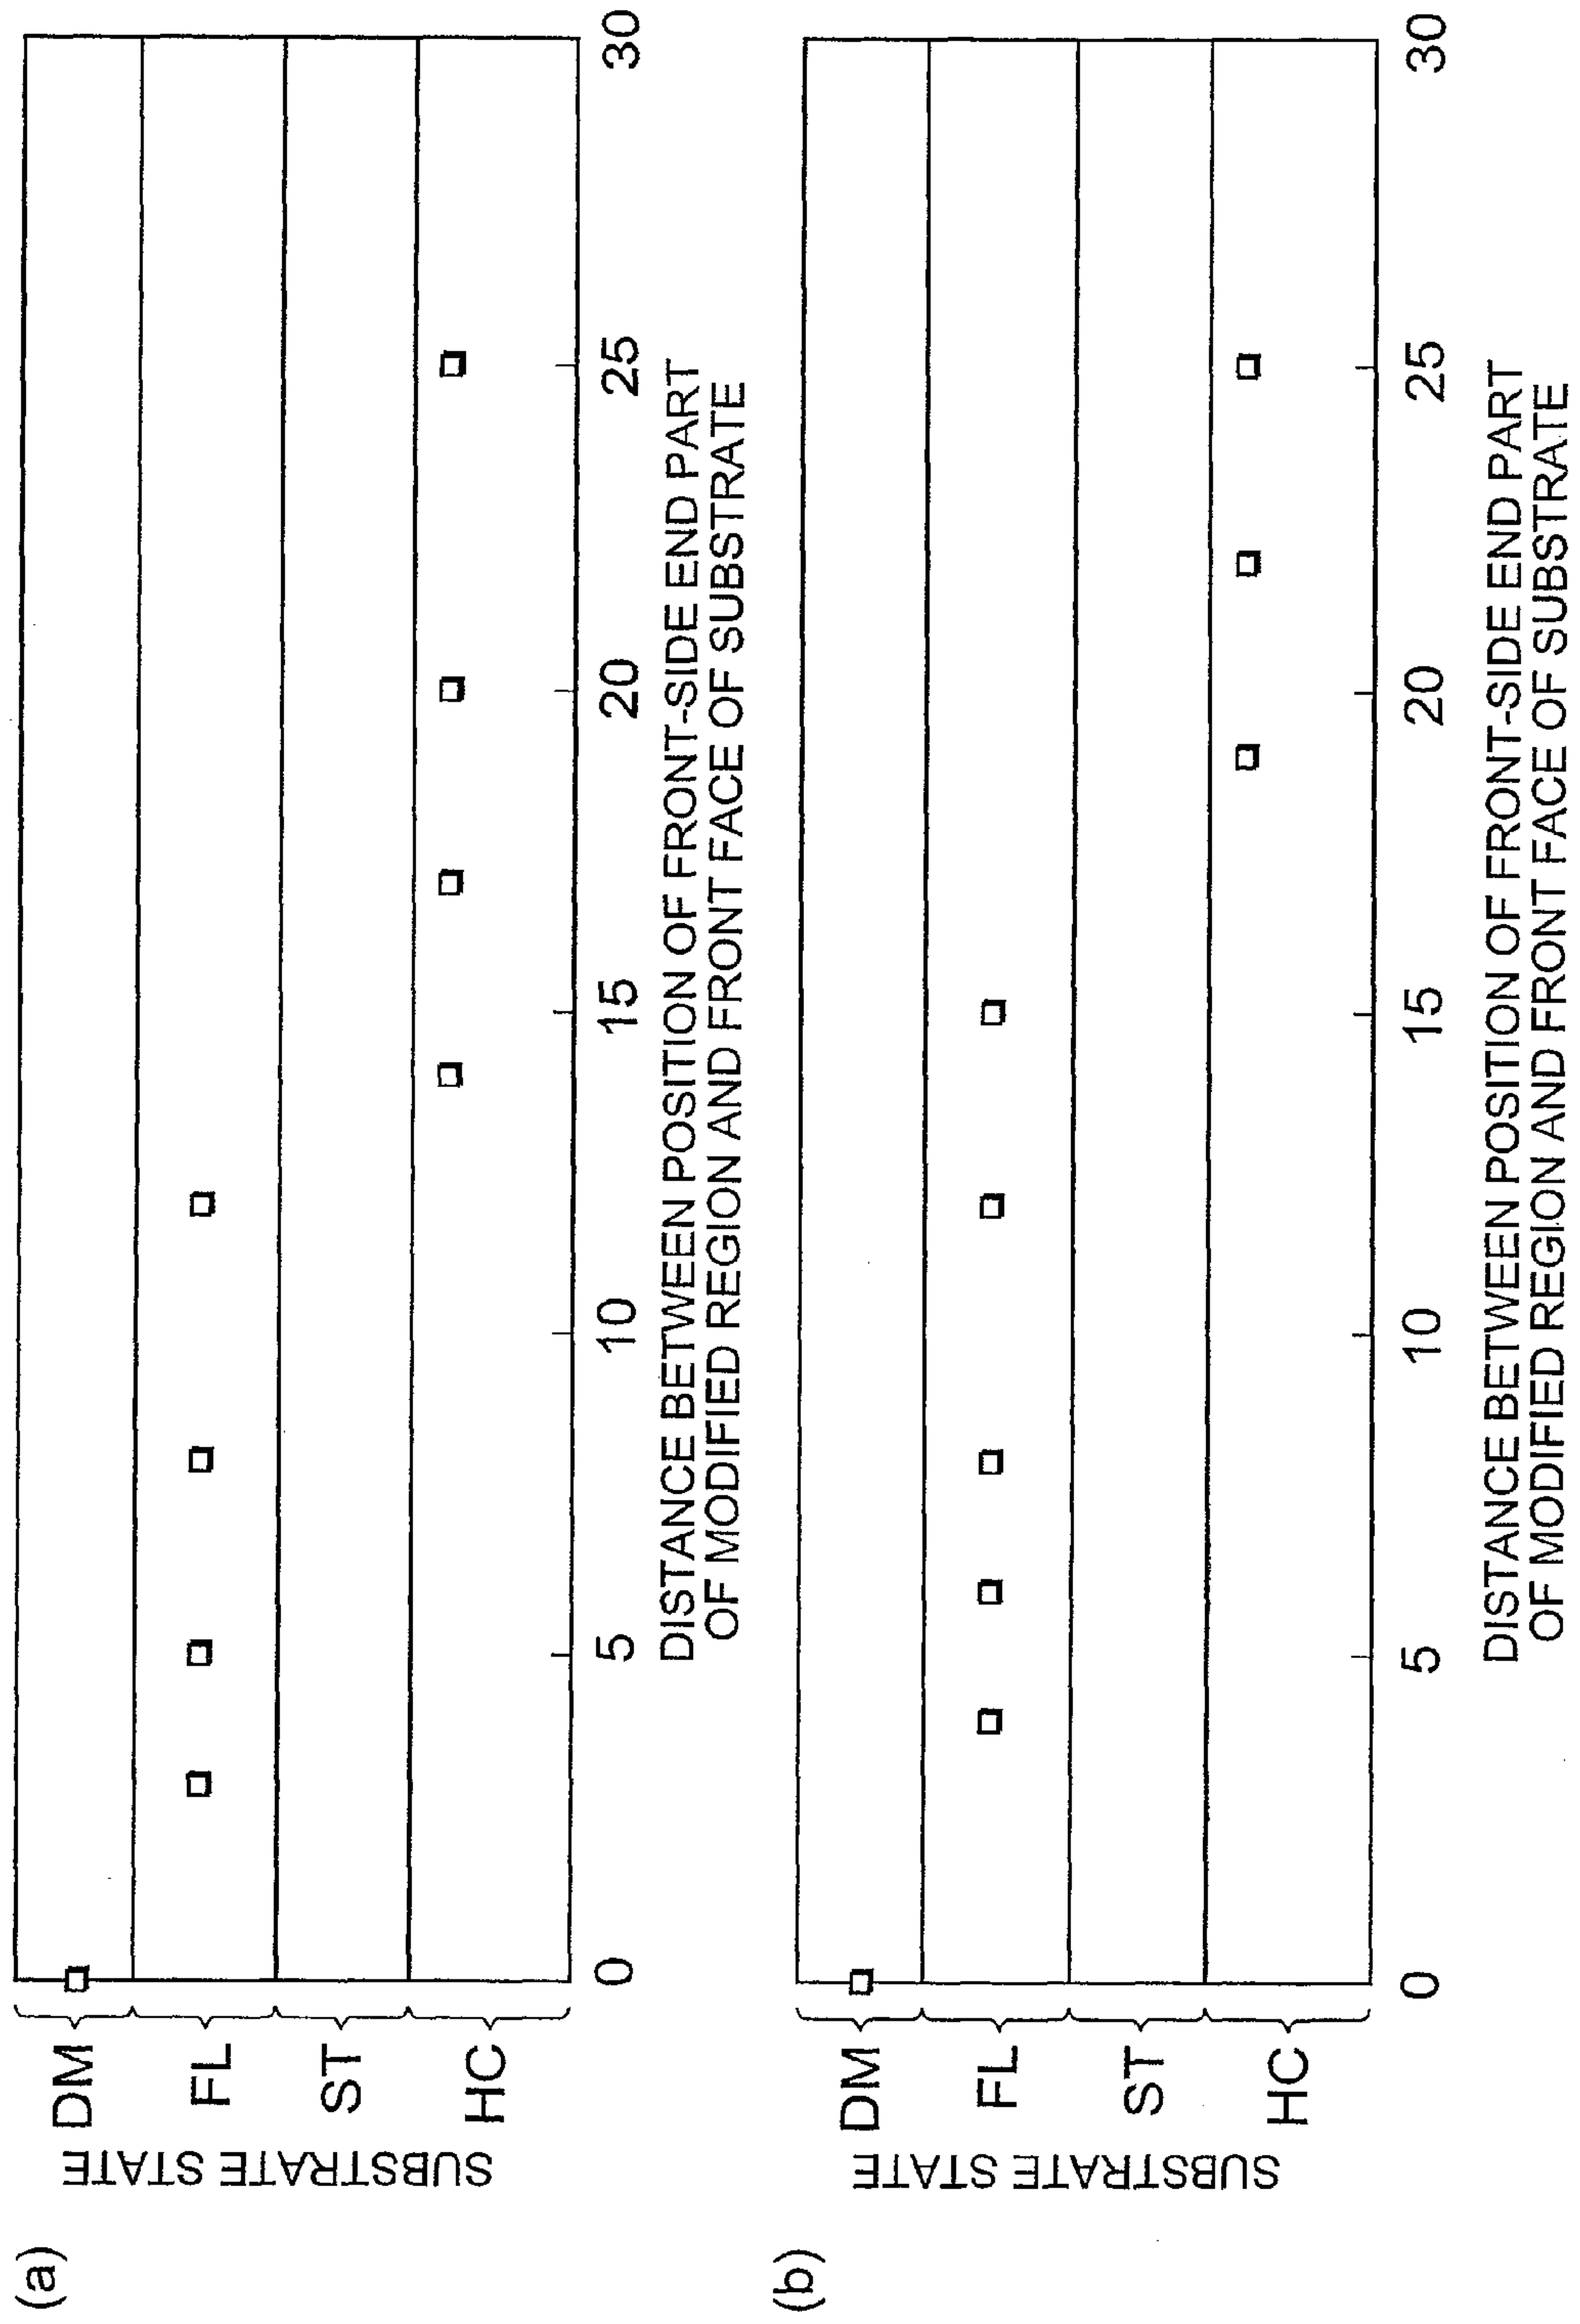 (a)
SUBSTRATE STATE
DM
FL
ST
HC
0 5 10 15 20 25 30
DISTANCE BETWEEN POSITION OF FRONT-SIDE END PART
OF MODIFIED REGION AND FRONT FACE OF SUBSTRATE
(b)
SUBSTRATE STATE
DM
FL
ST
HC
0 5 10 15 20 25 30
DISTANCE BETWEEN POSITION OF FRONT-SIDE END PART
OF MODIFIED REGION AND FRONT FACE OF SUBSTRATE